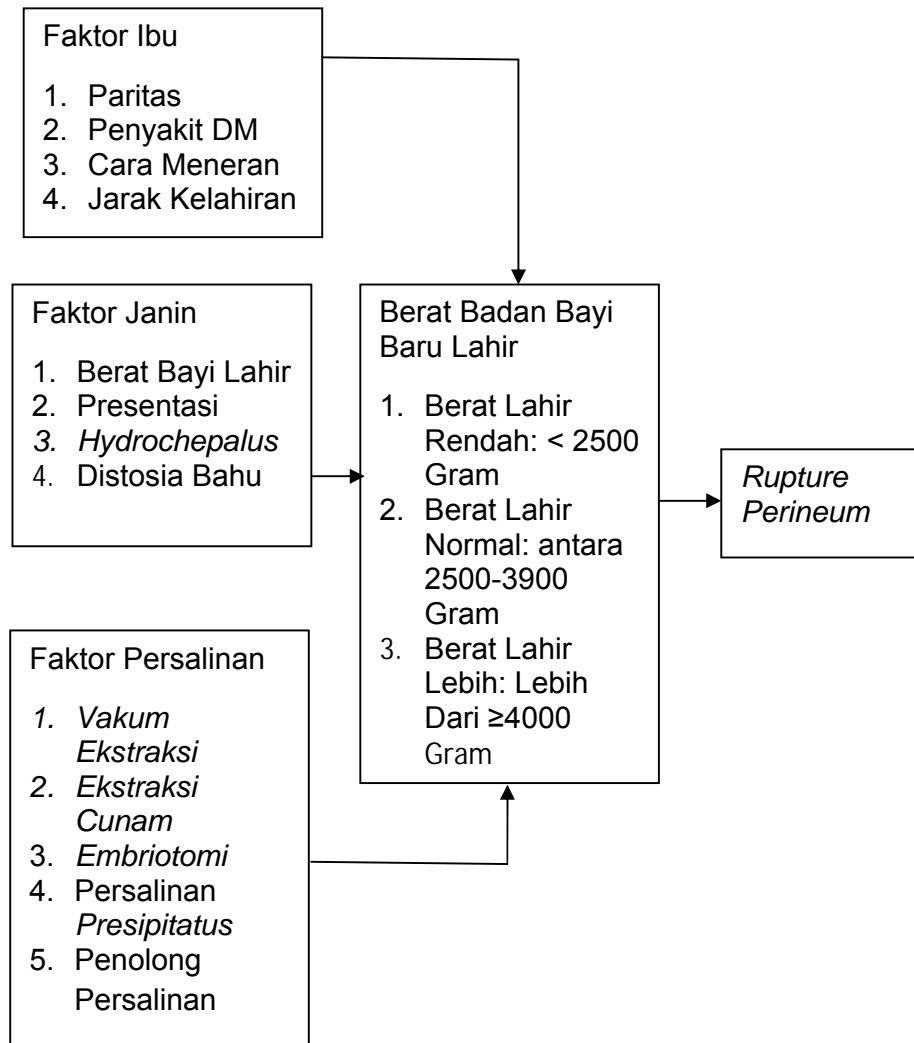 Faktor Ibu
1. Paritas
2. Penyakit DM
3. Cara Meneran
4. Jarak Kelahiran
Faktor Janin
1. Berat Bayi Lahir
2. Presentasi
3. Hydrochepalus
4. Distosia Bahu
Faktor Persalinan
1. Vakum
Ekstraksi
2. Ekstraksi
Cunam
3. Embriotomi
4. Persalinan
Presipitatus
5. Penolong
Persalinan
Berat Badan Bayi
Baru Lahir
1. Berat Lahir
Rendah: < 2500
Gram
2. Berat Lahir
Normal: antara
2500-3900
Gram
3. Berat Lahir
Lebih: Lebih
Dari ≥4000
Gram
Rupture
Perineum